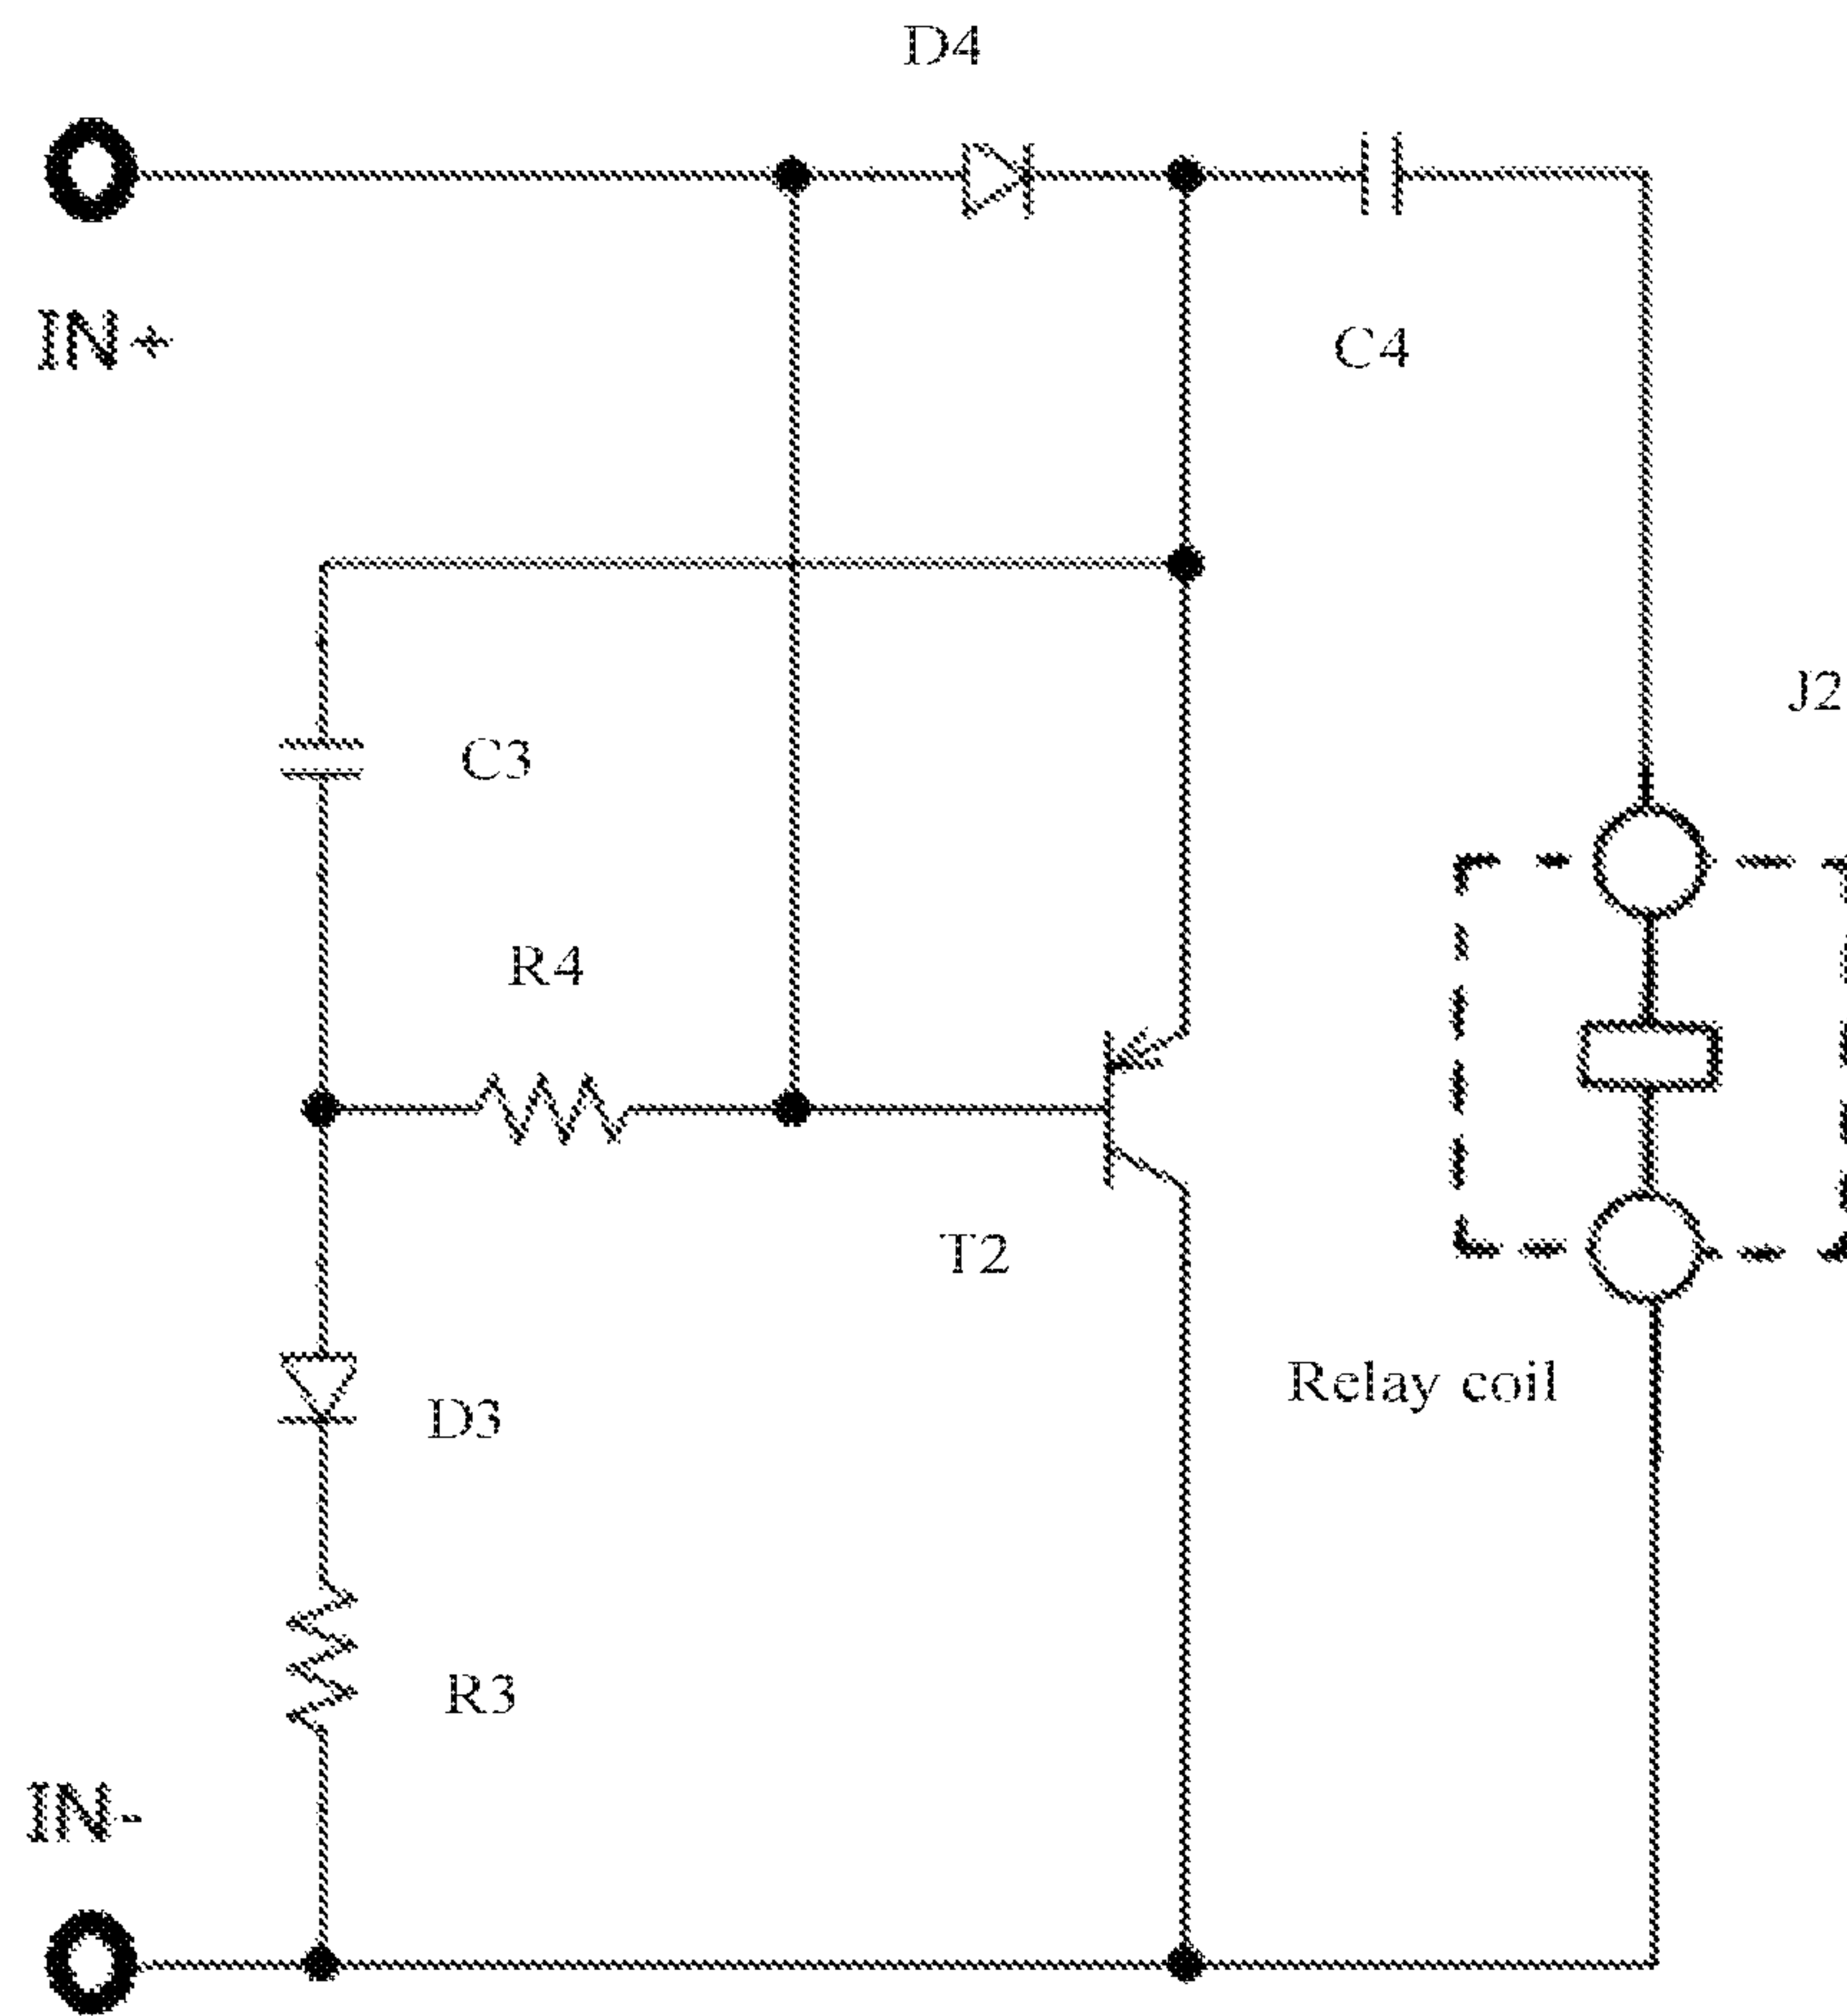 D4
IN+
C4
J2
C3
R4
T2
Relay coil
D3
R3
IN-